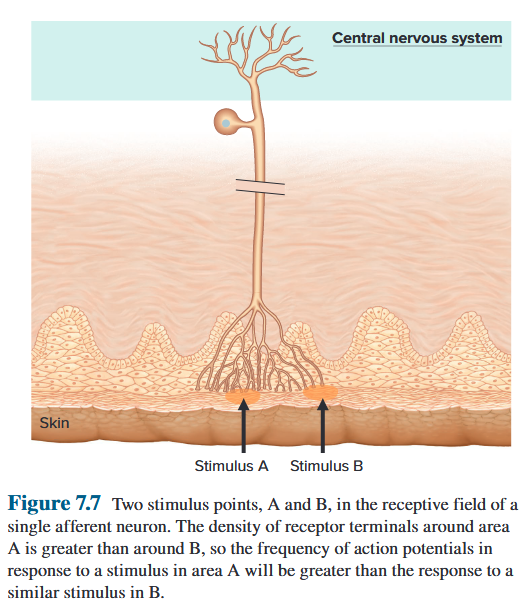 Central nervous system
Skin
Stimulus A
Stimulus B
Figure 7.7 Two stimulus points, A and B, in the receptive field of a
single afferent neuron. The density of receptor terminals around area
A is greater than around B, so the frequency of action potentials in
response to a stimulus in area A will be greater than the response to a
similar stimulus in B.